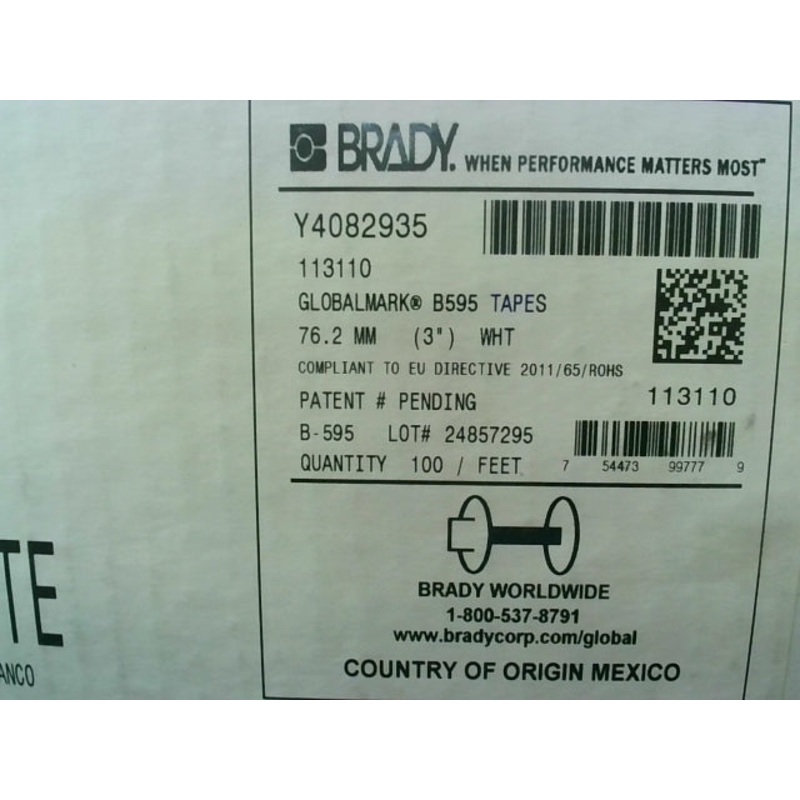 BRADY. WHEN PERFORMANCE MATTERS MOST™
Y4082935
113110
GLOBALMARK® B595 TAPES
76.2 MM (3") WHT
COMPLIANT TO EU DIRECTIVE 2011/65/ROHS
PATENT # PENDING 113110
B-595 LOT# 24857295
QUANTITY 100 / FEET 7 54473 99777 9
BRADY WORLDWIDE
1-800-537-8791
www.bradycorp.com/global
COUNTRY OF ORIGIN MEXICO
TE
ANCO